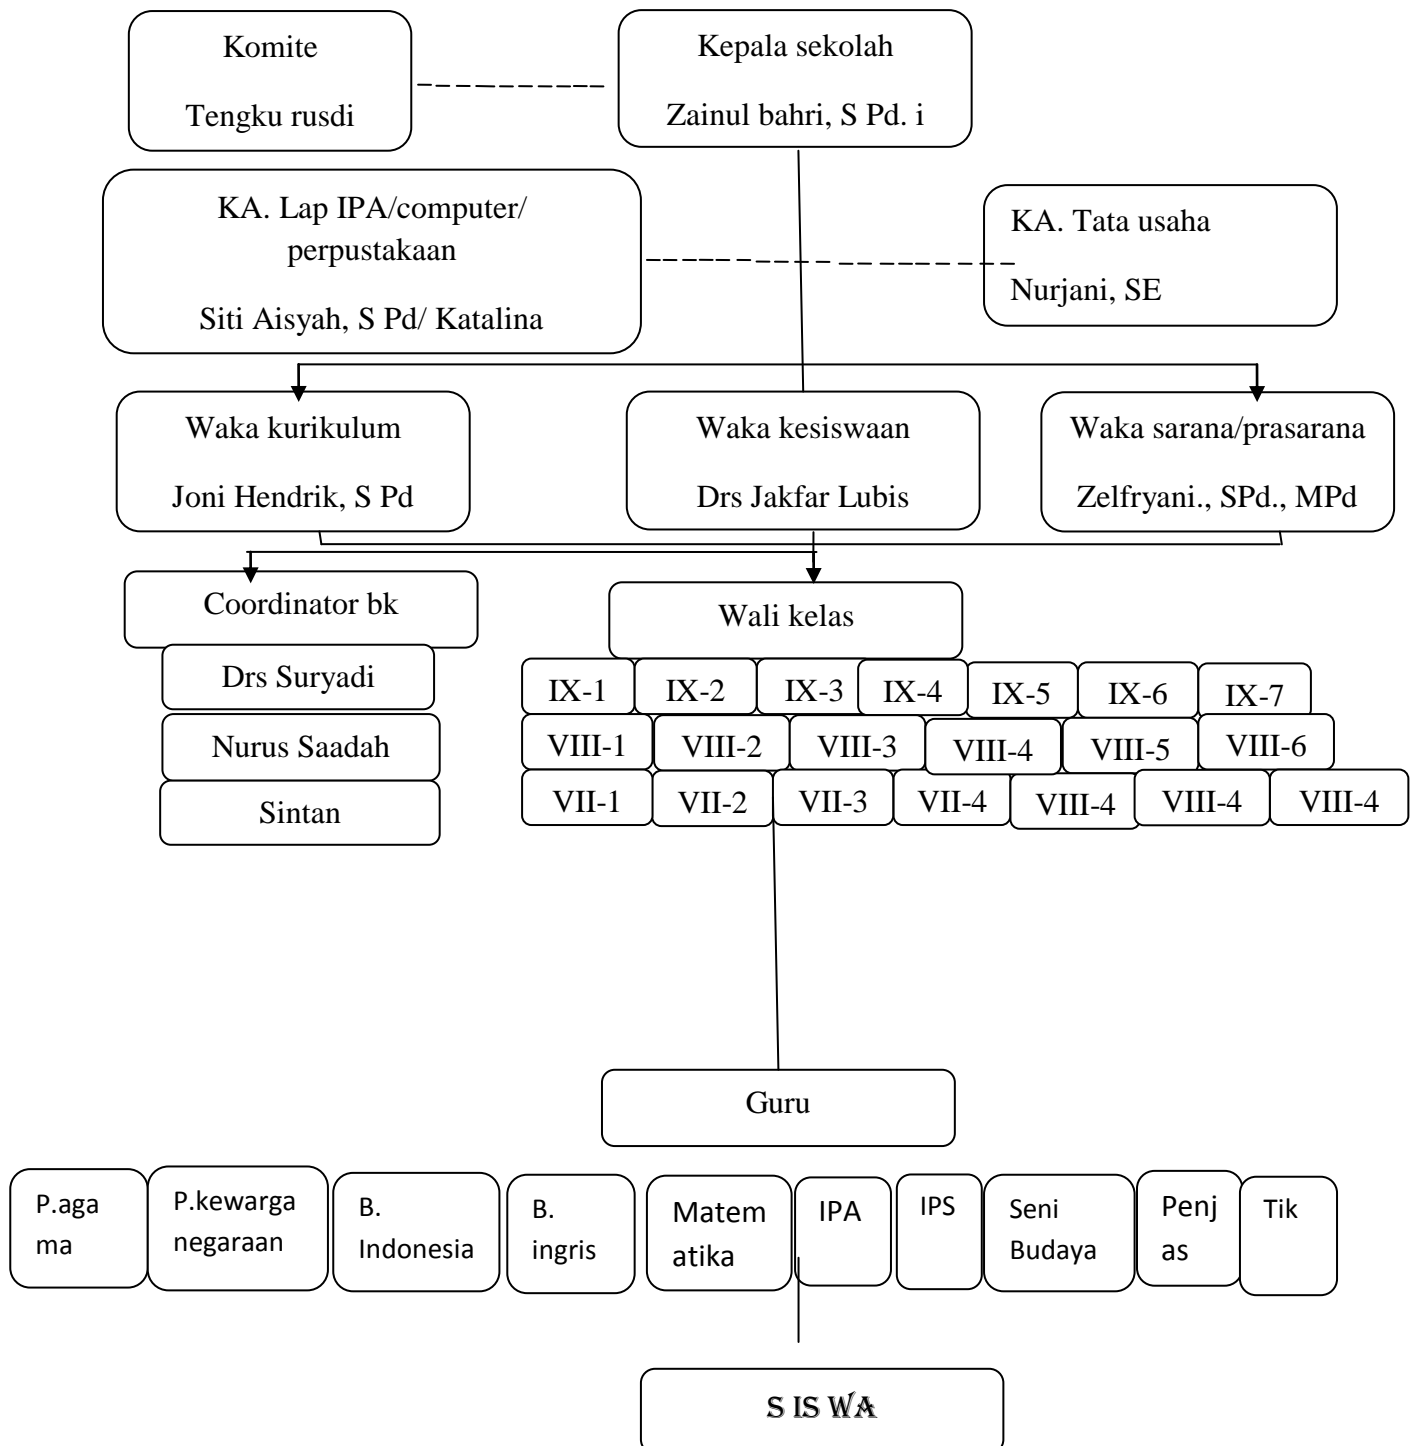 Komite
Tengku rusdi
Kepala sekolah
Zainul bahri, S Pd. i
KA. Lap IPA/computer/
perpustakaan
Siti Aisyah, S Pd/ Katalina
KA. Tata usaha
Nurjani, SE
Waka kurikulum
Joni Hendrik, S Pd
Waka kesiswaan
Drs Jakfar Lubis
Waka sarana/prasarana
Zelfryani., SPd., MPd
Coordinator bk
Drs Suryadi
Nurus Saadah
Sintan
Wali kelas
IX-1 IX-2 IX-3 IX-4 IX-5 IX-6 IX-7
VIII-1 VIII-2 VIII-3 VIII-4 VIII-5 VIII-6
VII-1 VII-2 VII-3 VII-4 VIII-4 VIII-4 VIII-4
Guru
P.aga
ma
P.kewarga
negaraan
B.
Indonesia
B.
ingris
Matem
atika
IPA
IPS
Seni
Budaya
Penj
as
Tik
S IS WA